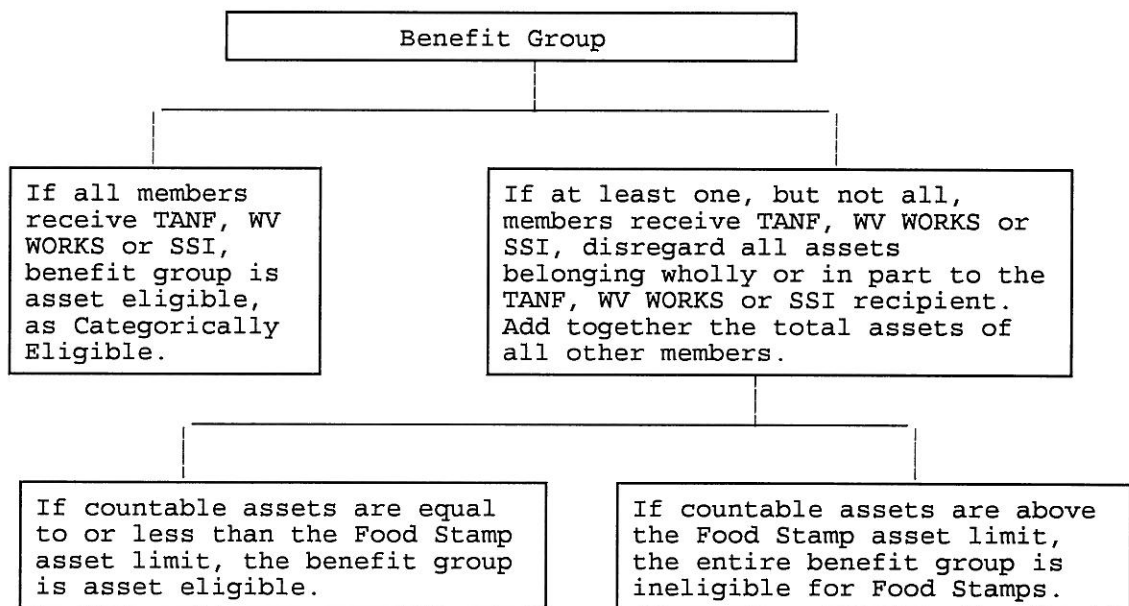 Benefit Group
If all members
receive TANF, WV
WORKS or SSI,
benefit group is
asset eligible,
as Categorically
Eligible.
If at least one, but not all,
members receive TANF, WV WORKS or
SSI, disregard all assets
belonging wholly or in part to the
TANF, WV WORKS or SSI recipient.
Add together the total assets of
all other members.
If countable assets are equal
to or less than the Food Stamp
asset limit, the benefit group
is asset eligible.
If countable assets are above
the Food Stamp asset limit,
the entire benefit group is
ineligible for Food Stamps.